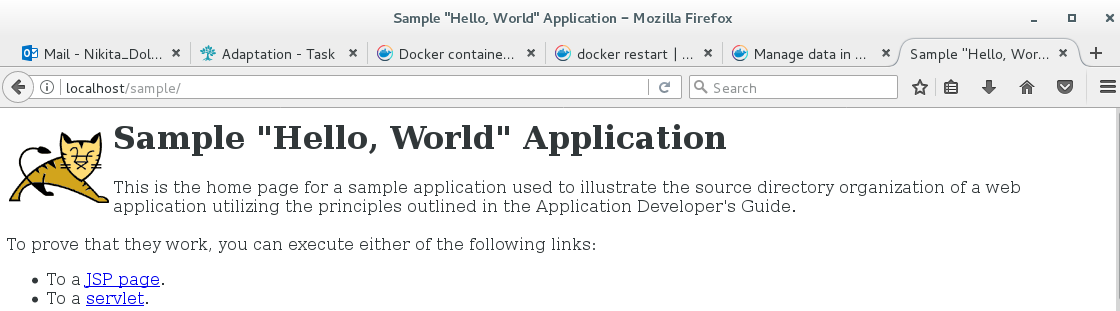 Sample "Hello, World" Application - Mozilla Firefox
Mail - Nikita_Dol... Adaptation - Task Docker containe... docker restart | ... Manage data in ... Sample "Hello, Wor...
localhost/sample/ Search
Sample "Hello, World" Application
This is the home page for a sample application used to illustrate the source directory organization of a web
application utilizing the principles outlined in the Application Developer's Guide.
To prove that they work, you can execute either of the following links:
• To a JSP page.
• To a servlet.